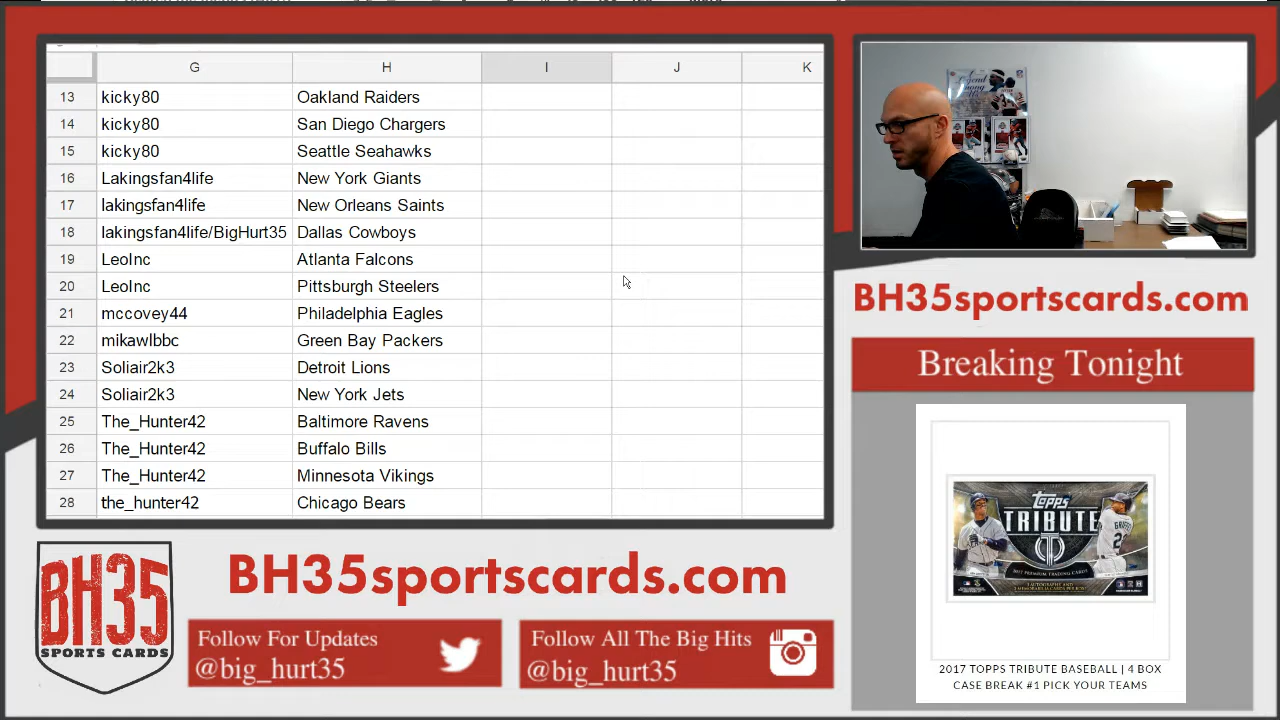 G H I J K
13 kicky80 Oakland Raiders
14 kicky80 San Diego Chargers
15 kicky80 Seattle Seahawks
16 Lakingsfan4life New York Giants
17 lakingsfan4life New Orleans Saints
18 lakingsfan4life/BigHurt35 Dallas Cowboys
19 LeoInc Atlanta Falcons
20 LeoInc Pittsburgh Steelers
21 mccovey44 Philadelphia Eagles
22 mikawlbbc Green Bay Packers
23 Soliair2k3 Detroit Lions
24 Soliair2k3 New York Jets
25 The_Hunter42 Baltimore Ravens
26 The_Hunter42 Buffalo Bills
27 The_Hunter42 Minnesota Vikings
28 the_hunter42 Chicago Bears
BH35sportscards.com
Breaking Tonight
topps
TRIBUTE
2017 TOPPS TRIBUTE BASEBALL | 4 BOX
CASE BREAK #1 PICK YOUR TEAMS
BH35
SPORTS CARDS
BH35sportscards.com
Follow For Updates
@big_hurt35
Follow All The Big Hits
@big_hurt35